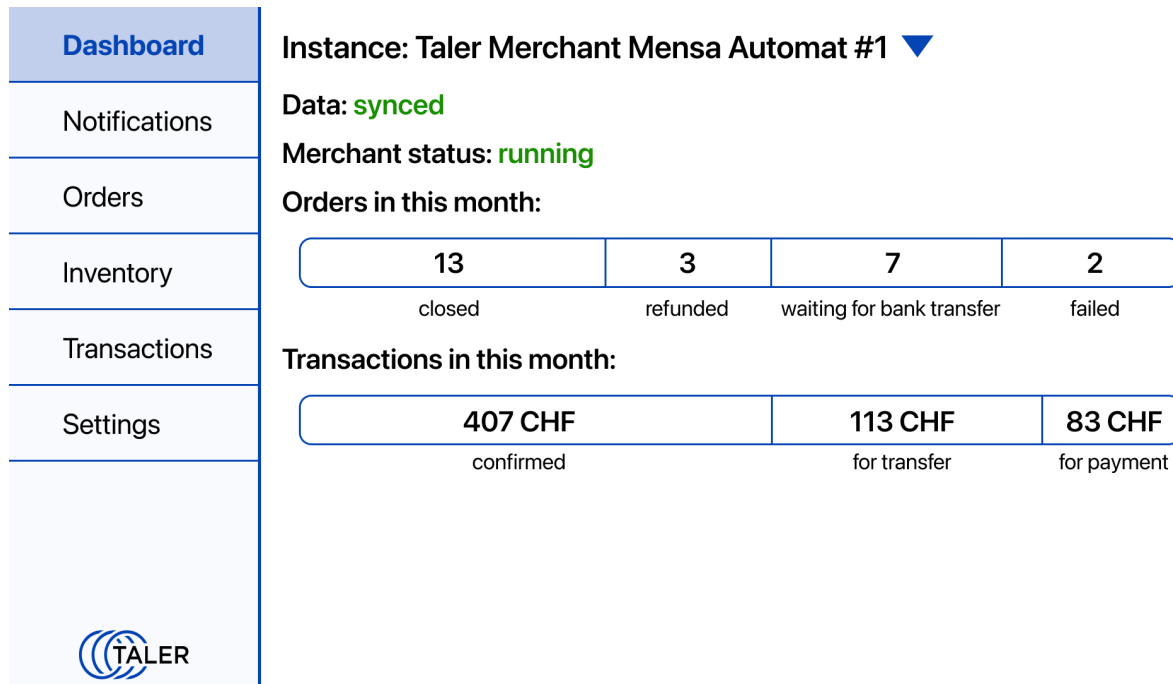 Dashboard
Notifications
Orders
Inventory
Transactions
Settings
TALER
Instance: Taler Merchant Mensa Automat #1
Data: synced
Merchant status: running
Orders in this month:
13 3 7 2
closed refunded waiting for bank transfer failed
Transactions in this month:
407 CHF 113 CHF 83 CHF
confirmed for transfer for payment